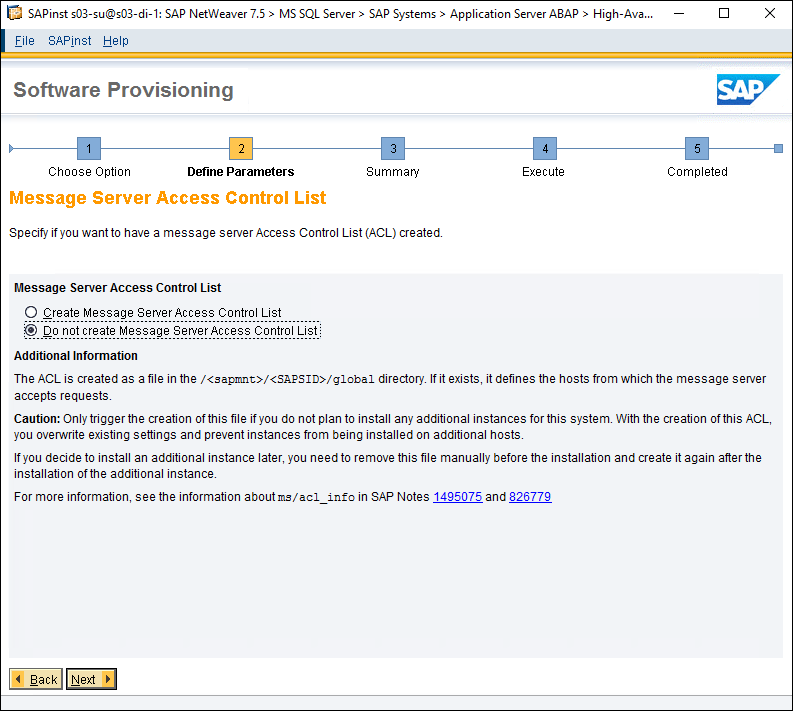 SAPinst s03-su@s03-di-1: SAP NetWeaver 7.5 > MS SQL Server > SAP Systems > Application Server ABAP > High-Ava...
File SAPinst Help
Software Provisioning
SAP
1 2 3 4 5
Choose Option Define Parameters Summary Execute Completed
Message Server Access Control List
Specify if you want to have a message server Access Control List (ACL) created.
Message Server Access Control List
Create Message Server Access Control List
Do not create Message Server Access Control List
Additional Information
The ACL is created as a file in the /<sapmnt>/<SAPSID>/global directory. If it exists, it defines the hosts from which the message server
accepts requests.
Caution: Only trigger the creation of this file if you do not plan to install any additional instances for this system. With the creation of this ACL,
you overwrite existing settings and prevent instances from being installed on additional hosts.
If you decide to install an additional instance later, you need to remove this file manually before the installation and create it again after the
installation of the additional instance.
For more information, see the information about ms/acl_info in SAP Notes 1495075 and 826779
Back Next